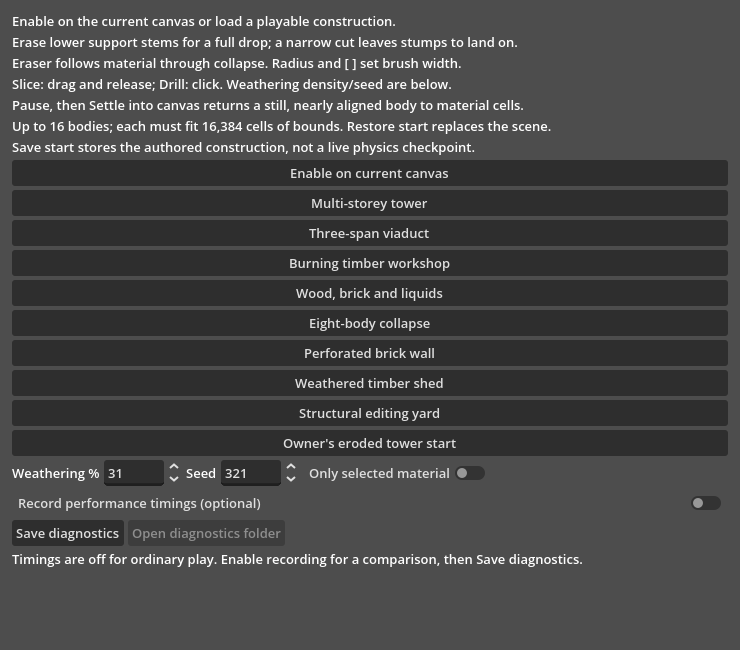 Enable on the current canvas or load a playable construction.
Erase lower support stems for a full drop; a narrow cut leaves stumps to land on.
Eraser follows material through collapse. Radius and [ ] set brush width.
Slice: drag and release; Drill: click. Weathering density/seed are below.
Pause, then Settle into canvas returns a still, nearly aligned body to material cells.
Up to 16 bodies; each must fit 16,384 cells of bounds. Restore start replaces the scene.
Save start stores the authored construction, not a live physics checkpoint.
Enable on current canvas
Multi-storey tower
Three-span viaduct
Burning timber workshop
Wood, brick and liquids
Eight-body collapse
Perforated brick wall
Weathered timber shed
Structural editing yard
Owner's eroded tower start
Weathering % 31 Seed 321 Only selected material
Record performance timings (optional)
Save diagnostics Open diagnostics folder
Timings are off for ordinary play. Enable recording for a comparison, then Save diagnostics.